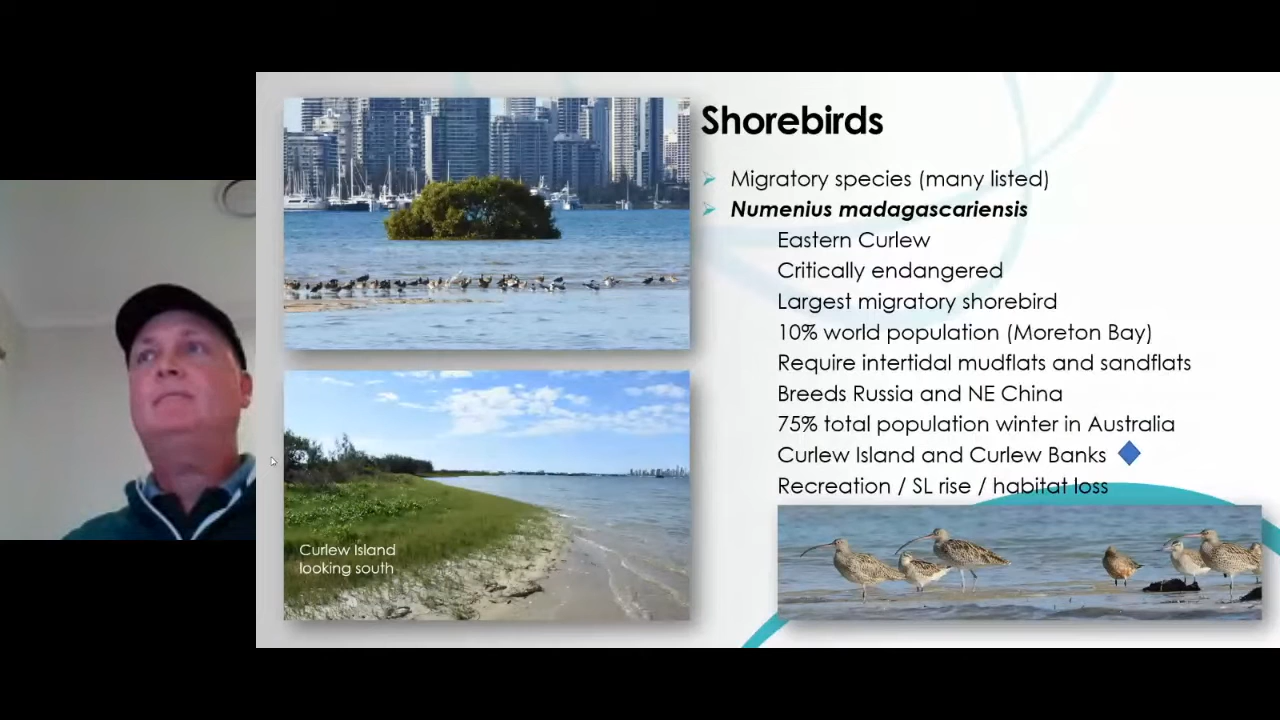 Shorebirds
Migratory species (many listed)
Numenius madagascariensis
Eastern Curlew
Critically endangered
Largest migratory shorebird
10% world population (Moreton Bay)
Require intertidal mudflats and sandflats
Breeds Russia and NE China
75% total population winter in Australia
Curlew Island and Curlew Banks
Recreation / SL rise / habitat loss
Curlew Island
looking south